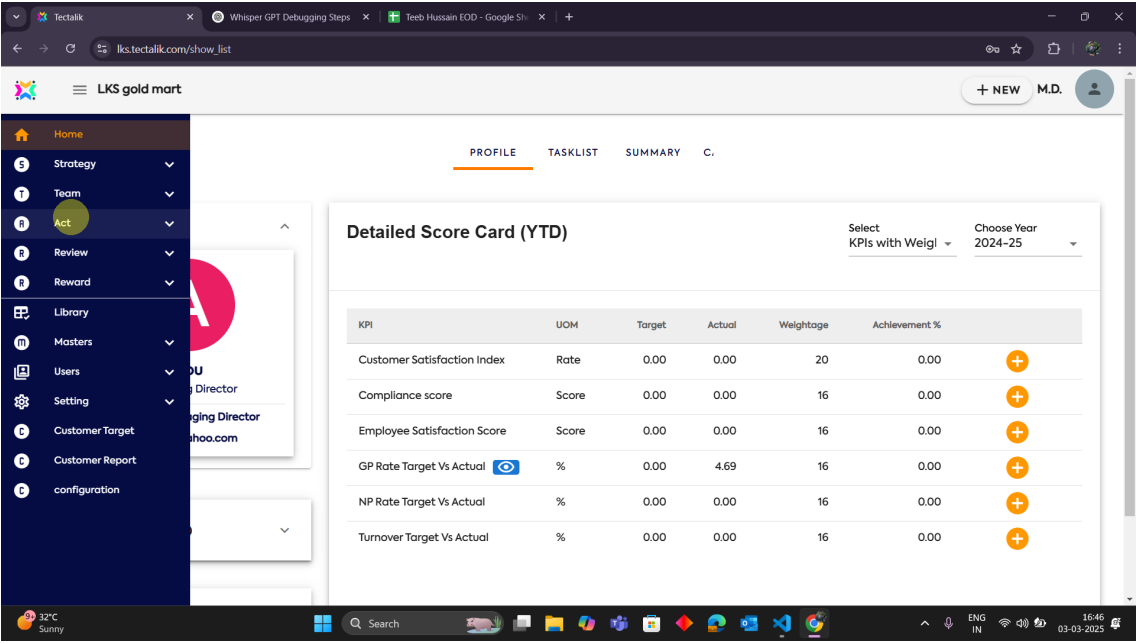 Tectalik
Whisper GPT Debugging Steps
Teeb Hussain EOD - Google She
lks.tectalik.com/show_list
LKS gold mart
NEW
M.D.
Home
S Strategy
T Team
A Act
R Review
R Reward
Library
m Masters
Users
Setting
C Customer Target
C Customer Report
C configuration
PROFILE TASKLIST SUMMARY C.
A
OU
g Director
aging Director
ahoo.com
Detailed Score Card (YTD)
Select
KPIs with Weigl
Choose Year
2024-25
KPI UOM Target Actual Weightage Achievement %
Customer Satisfaction Index Rate 0.00 0.00 20 0.00
Compliance score Score 0.00 0.00 16 0.00
Employee Satisfaction Score Score 0.00 0.00 16 0.00
GP Rate Target Vs Actual % 0.00 4.69 16 0.00
NP Rate Target Vs Actual % 0.00 0.00 16 0.00
Turnover Target Vs Actual % 0.00 0.00 16 0.00
9+
32°C
Sunny
Search
ENG
IN
16:46
03-03-2025